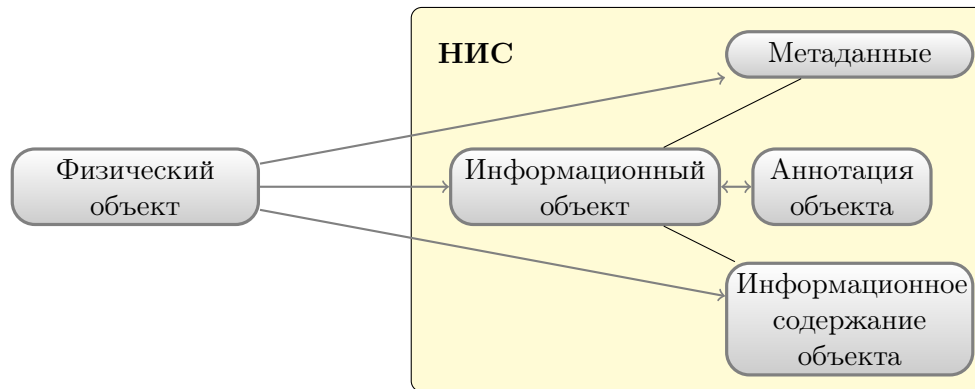 НИС
Метаданные
Физический
объект
Информационный
объект
Аннотация
объекта
Информационное
содержание
объекта